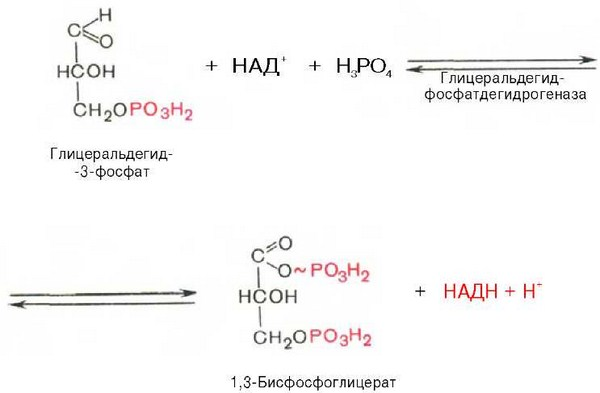 H
C
O
HCOH + НАД⁺ + H₃PO₄
CH₂OPO₃H₂
Глицеральдегид-
фосфатдегидрогеназа
Глицеральдегид-
-3-фосфат
O
C
O~PO₃H₂
HCOH + НАДН + Н⁻
CH₂OPO₃H₂
1,3-Бисфосфоглицерат